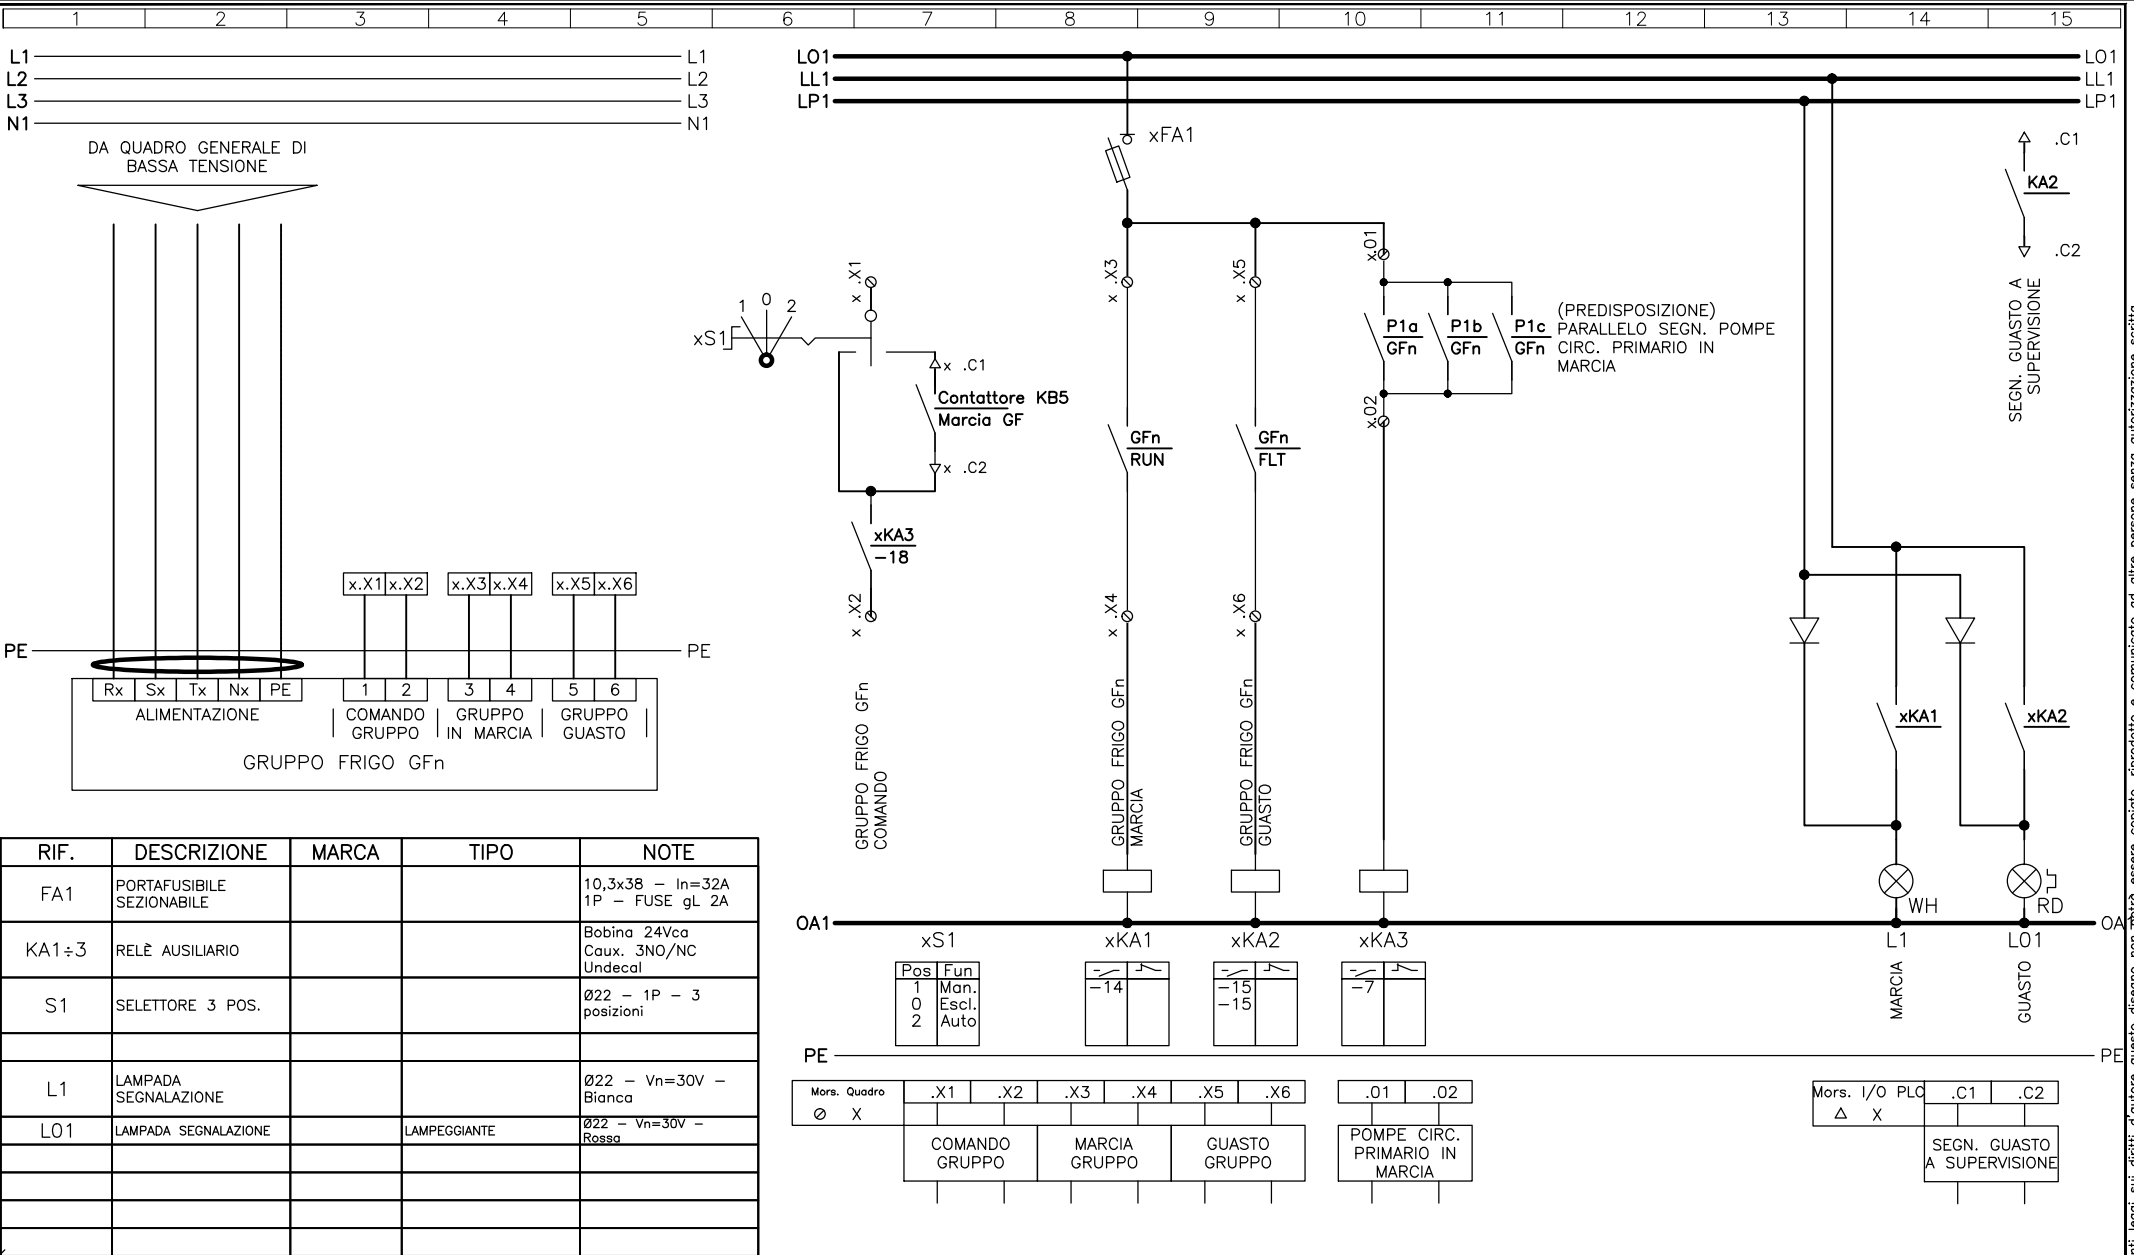 1 2 3 4 5 6 7 8 9 10 11 12 13 14 15
L1 L1
L2 L2
L3 L3
N1 N1
DA QUADRO GENERALE DI
BASSA TENSIONE
x.X1 x.X2 x.X3 x.X4 x.X5 x.X6
PE PE
Rx Sx Tx Nx PE 1 2 3 4 5 6
ALIMENTAZIONE
COMANDO
GRUPPO
GRUPPO
IN MARCIA
GRUPPO
GUASTO
GRUPPO FRIGO GFn
LO1 LO1
LL1 LL1
LP1 LP1
xFA1
xS1
1 0 2
x .X1
x .C1
Contattore KB5
Marcia GF
x .C2
xKA3
-18
x .X2
GRUPPO FRIGO GFn
COMANDO
x .X3
GFn
RUN
x .X4
GRUPPO FRIGO GFn
MARCIA
x .X5
GFn
FLT
x .X6
GRUPPO FRIGO GFn
GUASTO
x.01
P1a
GFn
P1b
GFn
P1c
GFn
(PREDISPOSIZIONE)
PARALLELO SEGN. POMPE
CIRC. PRIMARIO IN
MARCIA
x.02
.C1
KA2
.C2
SEGN. GUASTO A
SUPERVISIONE
xKA1
xKA2
WH
RD
OA1 OA
xS1 xKA1 xKA2 xKA3 L1 LO1
Pos Fun
1 Man.
0 Escl.
2 Auto
-14
-15
-15
-7
MARCIA
GUASTO
PE PE
Mors. Quadro
Ø X
.X1 .X2 .X3 .X4 .X5 .X6
COMANDO
GRUPPO
MARCIA
GRUPPO
GUASTO
GRUPPO
.01 .02
POMPE CIRC.
PRIMARIO IN
MARCIA
Mors. I/O PLC
△ X
.C1 .C2
SEGN. GUASTO
A SUPERVISIONE
RIF. DESCRIZIONE MARCA TIPO NOTE
FA1
PORTAFUSIBILE
SEZIONABILE
10,3x38 - In=32A
1P - FUSE gL 2A
KA1÷3
RELÈ AUSILIARIO
Bobina 24Vca
Caux. 3NO/NC
Undecal
S1
SELETTORE 3 POS.
Ø22 - 1P - 3
posizioni
L1
LAMPADA
SEGNALAZIONE
Ø22 - Vn=30V -
Bianca
LO1
LAMPADA SEGNALAZIONE
LAMPEGGIANTE
Ø22 - Vn=30V -
Rossa